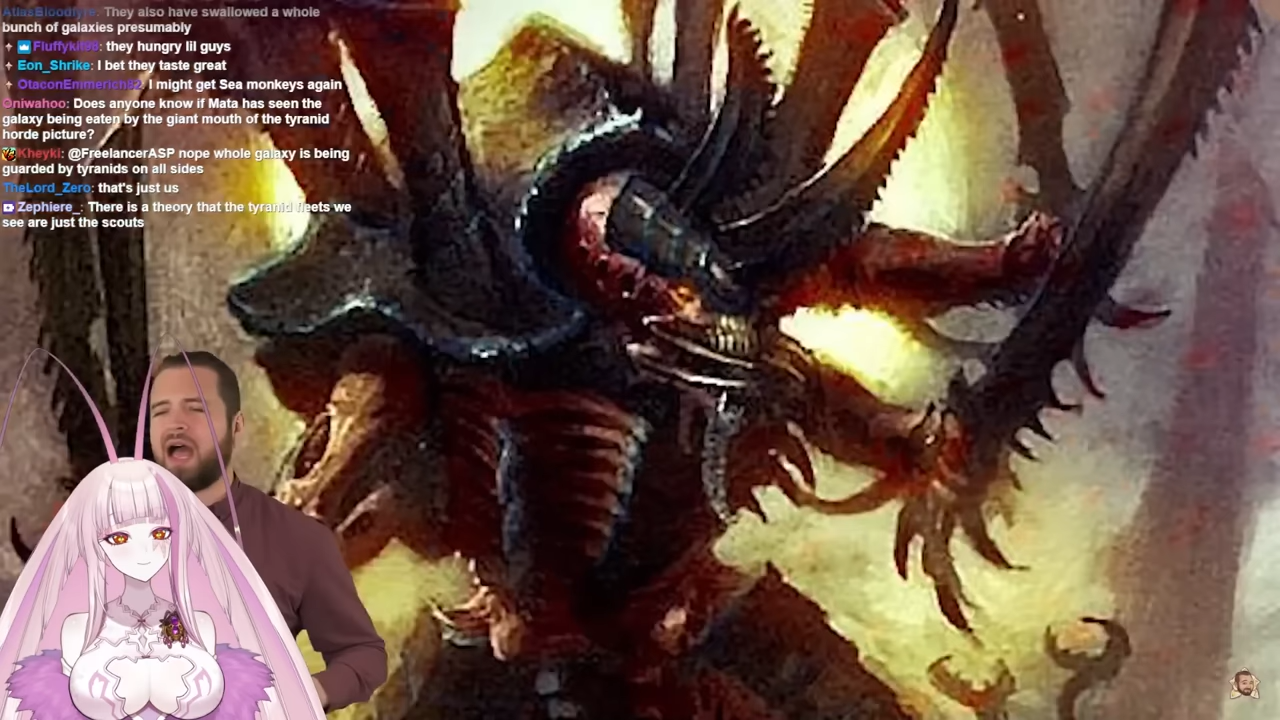 AtlasBloodlyre: They also have swallowed a whole
bunch of galaxies presumably
Fluffykit98: they hungry lil guys
Eon_Shrike: I bet they taste great
OtaconEmmerich52: I might get Sea monkeys again
Oniwahoo: Does anyone know if Mata has seen the
galaxy being eaten by the giant mouth of the tyranid
horde picture?
Kheyki: @FreelancerASP nope whole galaxy is being
guarded by tyranids on all sides
TheLord_Zero: that's just us
Zephiere_: There is a theory that the tyranid fleets we
see are just the scouts